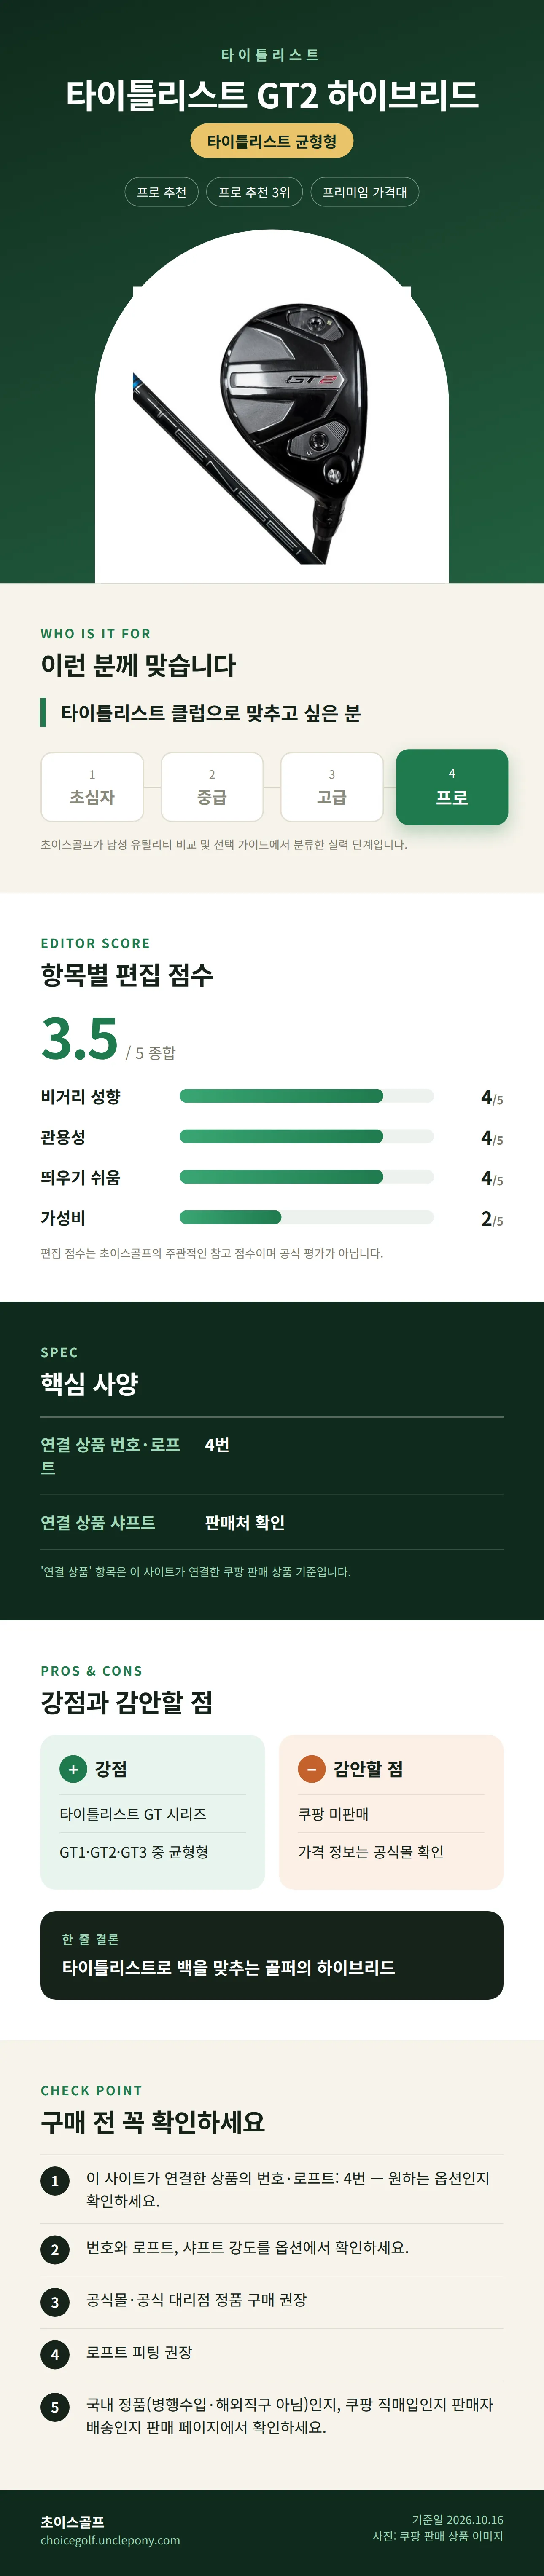 타이틀리스트
타이틀리스트 GT2 하이브리드
타이틀리스트 균형형
프로 추천
프로 추천 3위
프리미엄 가격대
GT2
WHO IS IT FOR
이런 분께 맞습니다
타이틀리스트 클럽으로 맞추고 싶은 분
1
초심자
2
중급
3
고급
4
프로
초이스골프가 남성 유틸리티 비교 및 선택 가이드에서 분류한 실력 단계입니다.
EDITOR SCORE
항목별 편집 점수
3.5 / 5 종합
비거리 성향 4/5
관용성 4/5
띄우기 쉬움 4/5
가성비 2/5
편집 점수는 초이스골프의 주관적인 참고 점수이며 공식 평가가 아닙니다.
SPEC
핵심 사양
연결 상품 번호·로프 4번
트
연결 상품 샤프트 판매처 확인
'연결 상품' 항목은 이 사이트가 연결한 쿠팡 판매 상품 기준입니다.
PROS & CONS
강점과 감안할 점
+ 강점
타이틀리스트 GT 시리즈
GT1·GT2·GT3 중 균형형
− 감안할 점
쿠팡 미판매
가격 정보는 공식몰 확인
한 줄 결론
타이틀리스트로 백을 맞추는 골퍼의 하이브리드
CHECK POINT
구매 전 꼭 확인하세요
1 이 사이트가 연결한 상품의 번호·로프트: 4번 — 원하는 옵션인지
확인하세요.
2 번호와 로프트, 샤프트 강도를 옵션에서 확인하세요.
3 공식몰·공식 대리점 정품 구매 권장
4 로프트 피팅 권장
5 국내 정품(병행수입·해외직구 아님)인지, 쿠팡 직매입인지 판매자
배송인지 판매 페이지에서 확인하세요.
초이스골프
choicegolf.unclepony.com
기준일 2026.10.16
사진: 쿠팡 판매 상품 이미지